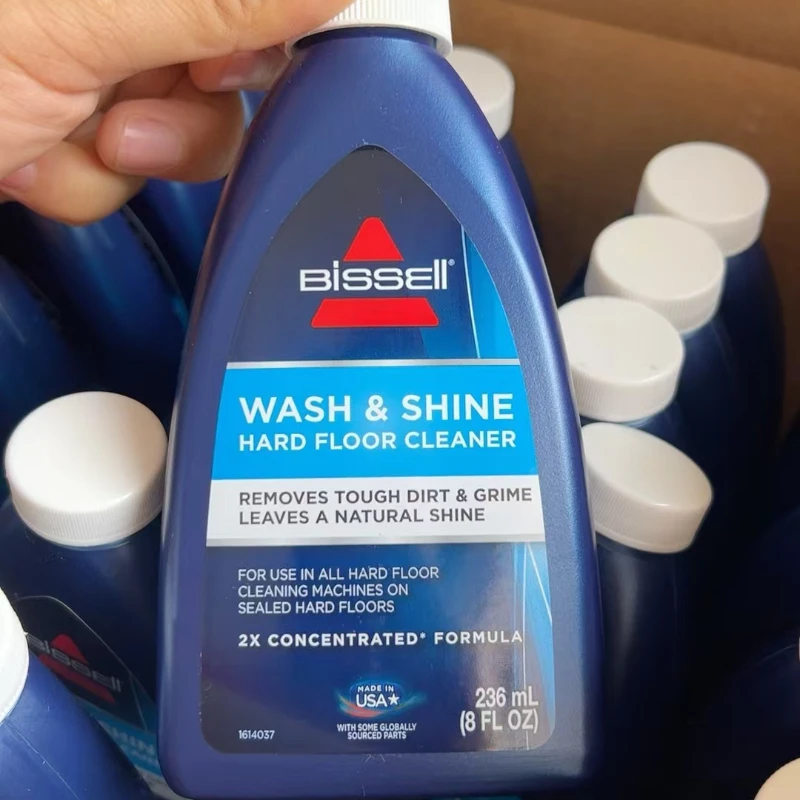 BISSELL®
WASH & SHINE
HARD FLOOR CLEANER
REMOVES TOUGH DIRT & GRIME
LEAVES A NATURAL SHINE
FOR USE IN ALL HARD FLOOR
CLEANING MACHINES ON
SEALED HARD FLOORS
2X CONCENTRATED* FORMULA
MADE IN
USA
WITH SOME GLOBALLY
SOURCED PARTS
1614037
236 mL
(8 FL OZ)
BISSELL